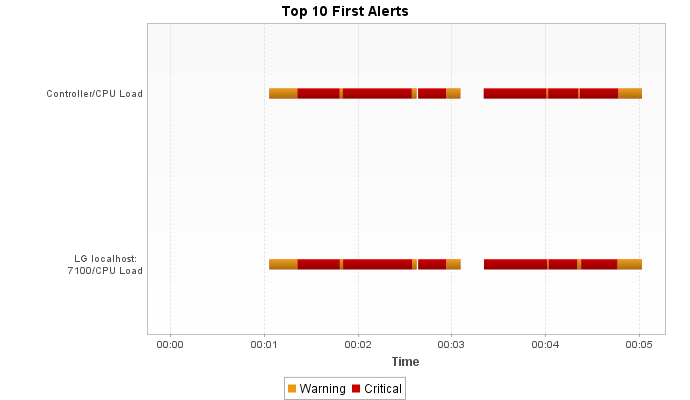 Top 10 First Alerts
Controller/CPU Load
LG localhost:
7100/CPU Load
00:00 00:01 00:02 00:03 00:04 00:05
Time
Warning Critical